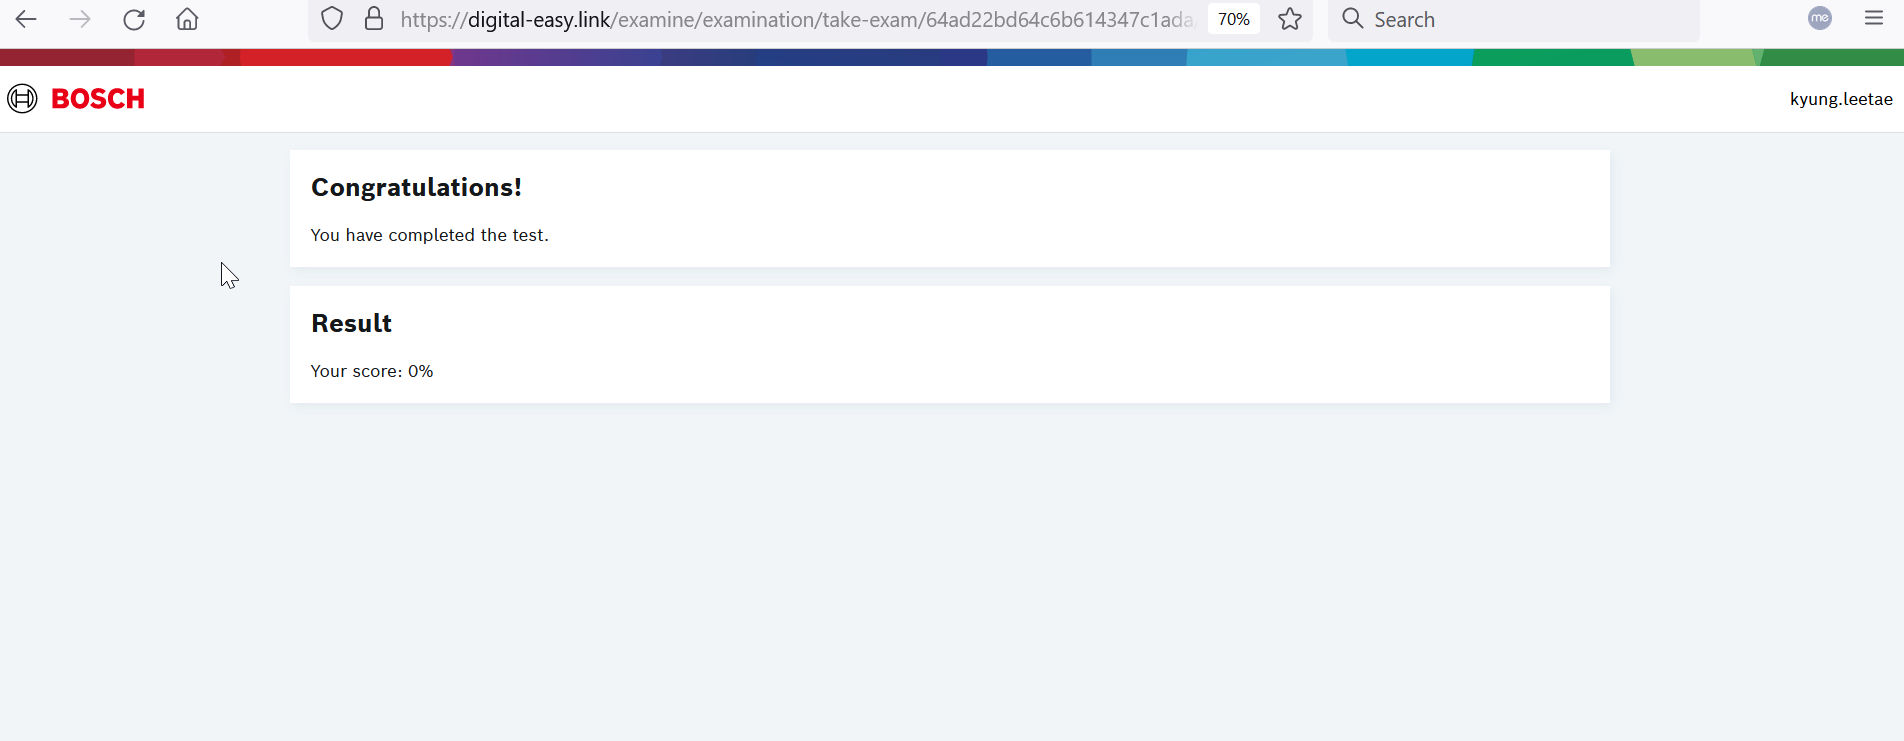 https://digital-easy.link/examine/examination/take-exam/64ad22bd64c6b614347c1ada
70%
Search
me
BOSCH
kyung.leetae
Congratulations!
You have completed the test.
Result
Your score: 0%